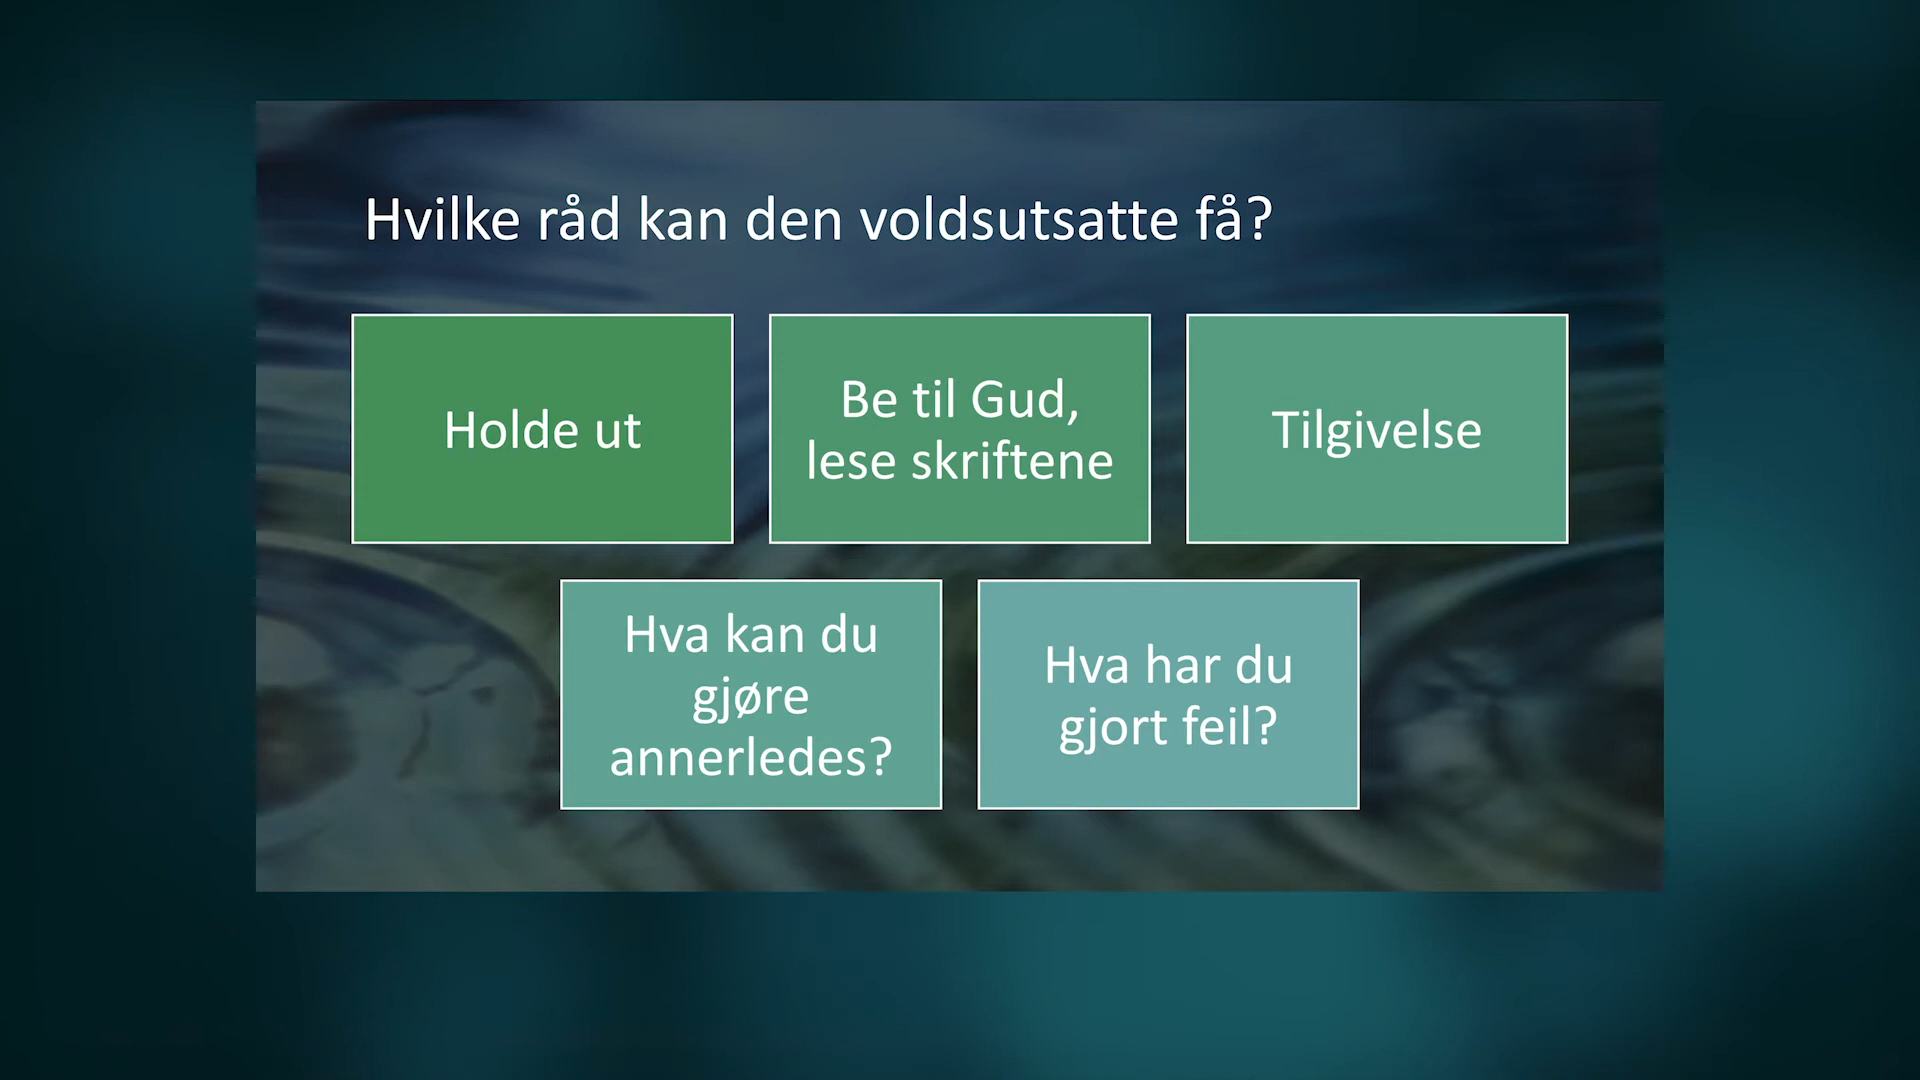 Hvilke råd kan den voldsutsatte få?
Holde ut
Be til Gud,
lese skriftene
Tilgivelse
Hva kan du
gjøre
annerledes?
Hva har du
gjort feil?